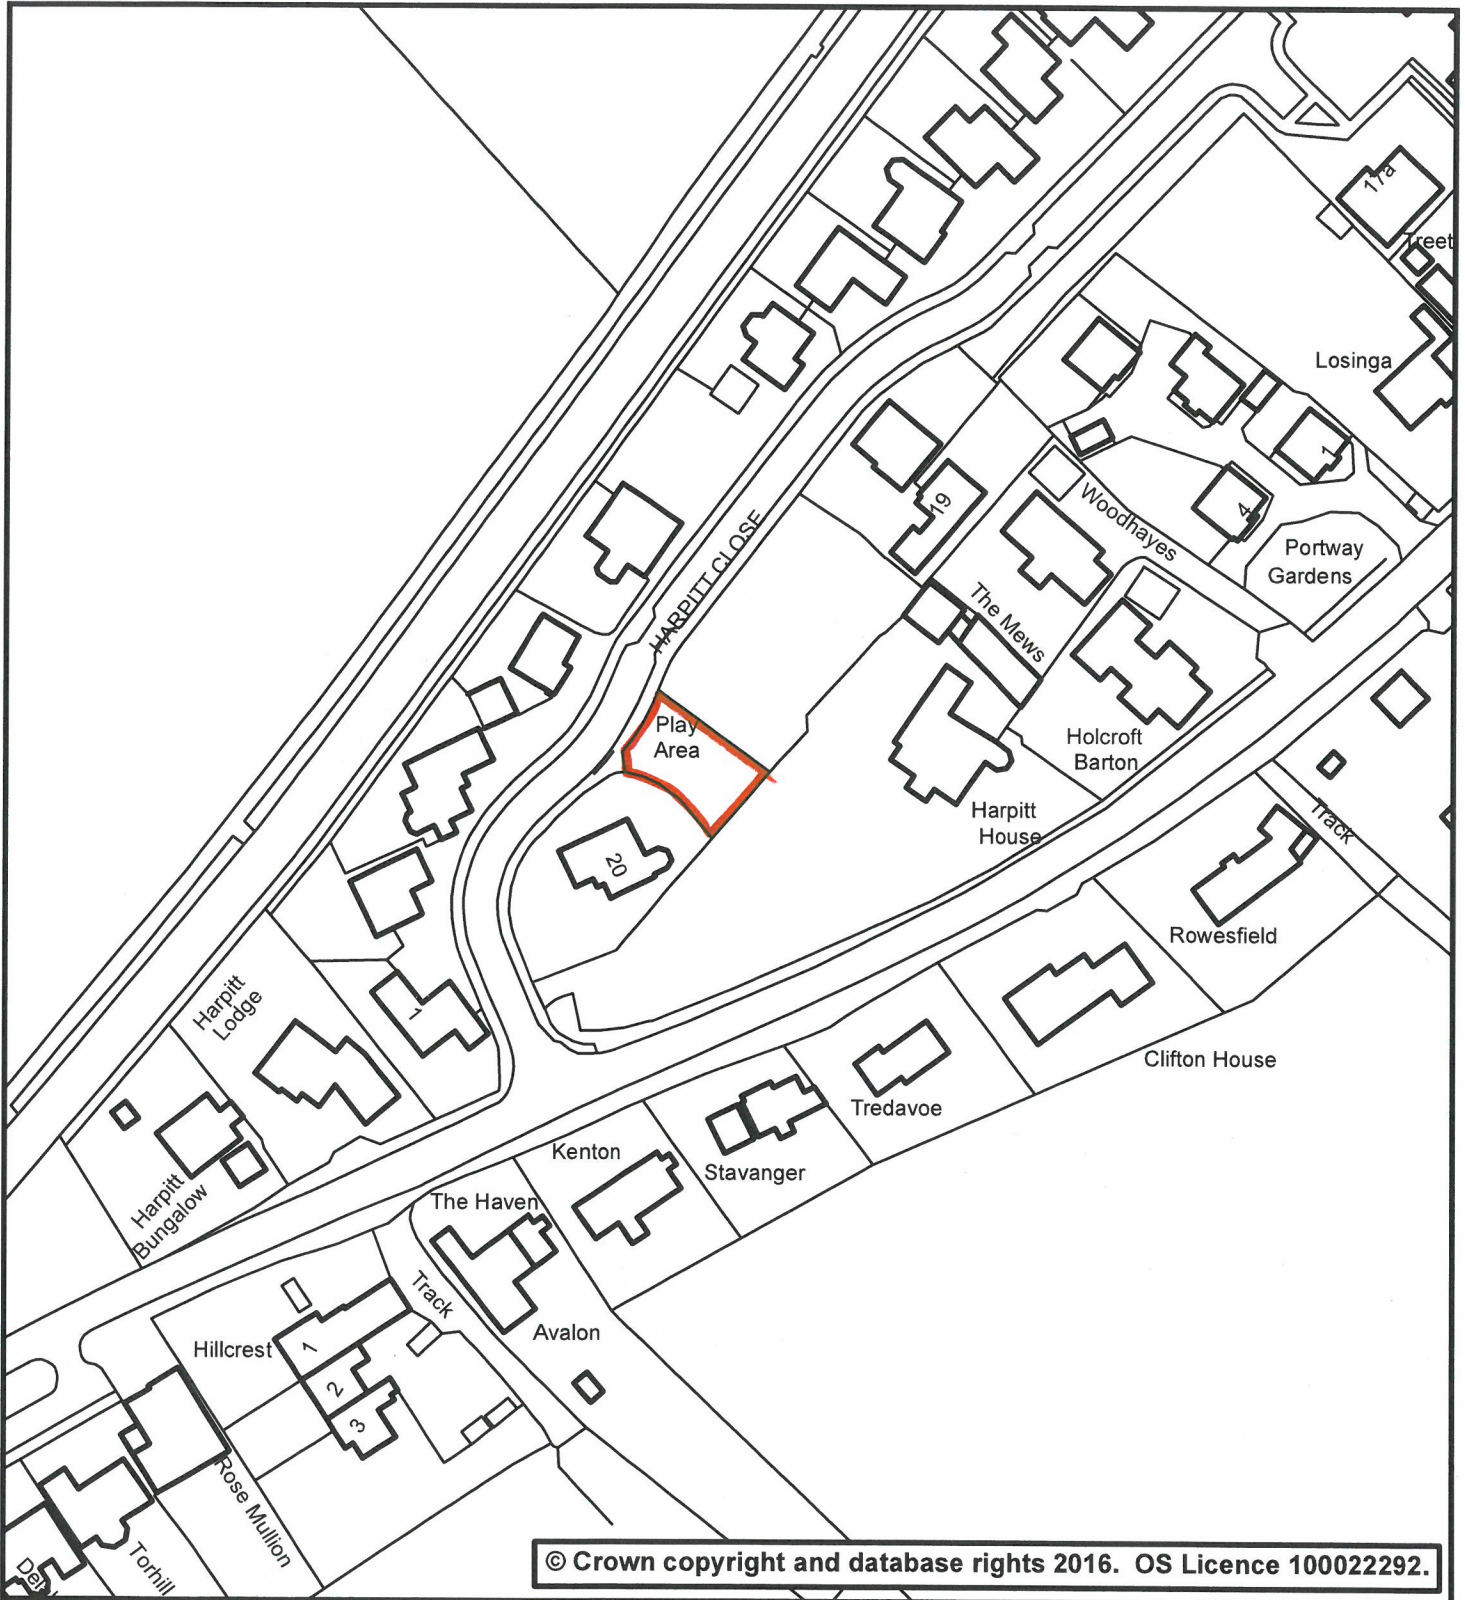 17a
Losinga
1
4
Portway
Gardens
Woodhayes
19
The Mews
HARPITT CLOSE
Play
Area
Holcroft
Barton
Harpitt
House
Track
20
Rowesfield
Harpitt
Lodge
1
Clifton House
Tredavoe
Kenton
Stavanger
The Haven
Harpitt
Bungalow
Track
Avalon
Hillcrest
1
2
3
Rose Mullion
Torhill
© Crown copyright and database rights 2016. OS Licence 100022292.